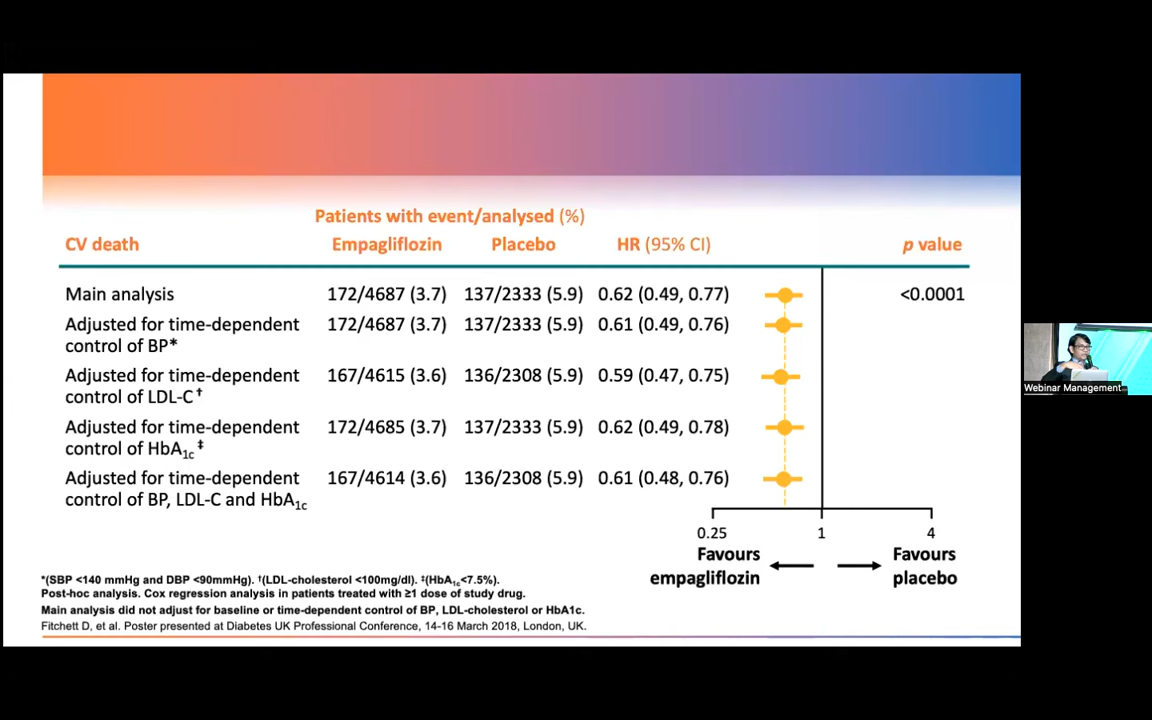 Patients with event/analysed (%)
CV death Empagliflozin Placebo HR (95% CI) p value
Main analysis 172/4687 (3.7) 137/2333 (5.9) 0.62 (0.49, 0.77) <0.0001
Adjusted for time-dependent 172/4687 (3.7) 137/2333 (5.9) 0.61 (0.49, 0.76)
control of BP*
Adjusted for time-dependent 167/4615 (3.6) 136/2308 (5.9) 0.59 (0.47, 0.75)
control of LDL-C†
Adjusted for time-dependent 172/4685 (3.7) 137/2333 (5.9) 0.62 (0.49, 0.78)
control of HbA1c‡
Adjusted for time-dependent 167/4614 (3.6) 136/2308 (5.9) 0.61 (0.48, 0.76)
control of BP, LDL-C and HbA1c
0.25 1 4
Favours Favours
empagliflozin placebo
*(SBP <140 mmHg and DBP <90mmHg). †(LDL-cholesterol <100mg/dl). ‡(HbA1c<7.5%).
Post-hoc analysis. Cox regression analysis in patients treated with ≥1 dose of study drug.
Main analysis did not adjust for baseline or time-dependent control of BP, LDL-cholesterol or HbA1c.
Fitchett D, et al. Poster presented at Diabetes UK Professional Conference, 14-16 March 2018, London, UK.
Webinar Management...